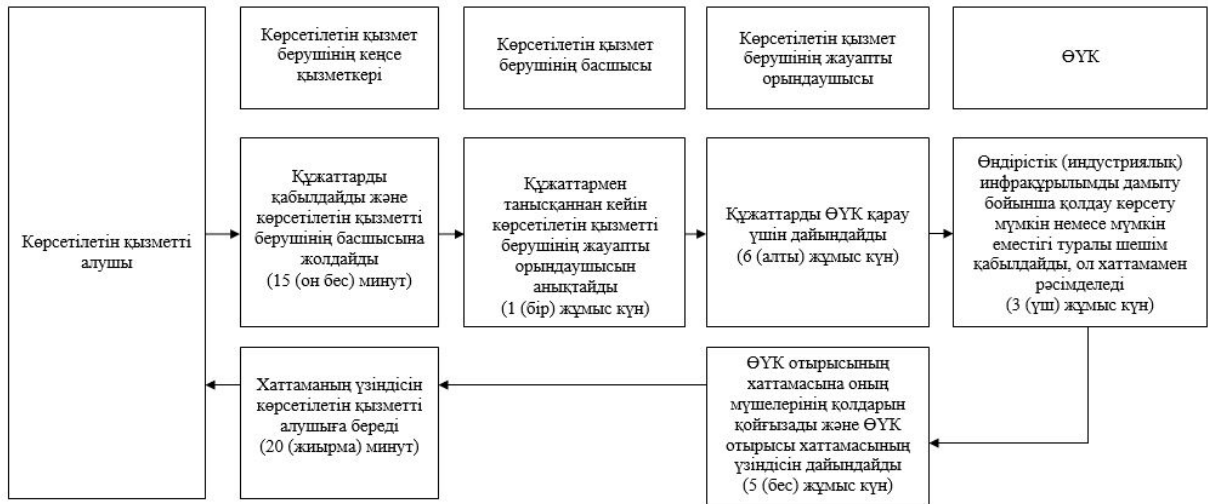 Көрсетілетін қызметті
алушы
Көрсетілетін қызмет
берушінің кеңсе
қызметкері
Көрсетілетін қызмет
берушінің басшысы
Көрсетілетін қызмет
берушінің жауапты
орындаушысы
ӨҮК
Құжаттарды
қабылдайды және
көрсетілетін қызметті
берушінің басшысына
жолдайды
(15 (он бес) минут)
Құжаттармен
танысқаннан кейін
көрсетілетін қызметті
берушінің жауапты
орындаушысын
анықтайды
(1 (бір) жұмыс күн)
Құжаттарды ӨҮК қарау
үшін дайындайды
(6 (алты) жұмыс күн)
Өндірістік (индустриялық)
инфрақұрылымды дамыту
бойынша қолдау көрсету
мүмкін немесе мүмкін
еместігі туралы шешім
қабылдайды, ол хаттамамен
рәсімделеді
(3 (үш) жұмыс күн)
Хаттаманың үзіндісін
көрсетілетін қызметті
алушыға береді
(20 (жиырма) минут)
ӨҮК отырысының
хаттамасына оның
мүшелерінің қолдарын
қойғызады және ӨҮК
отырысы хаттамасының
үзіндісін дайындайды
(5 (бес) жұмыс күн)